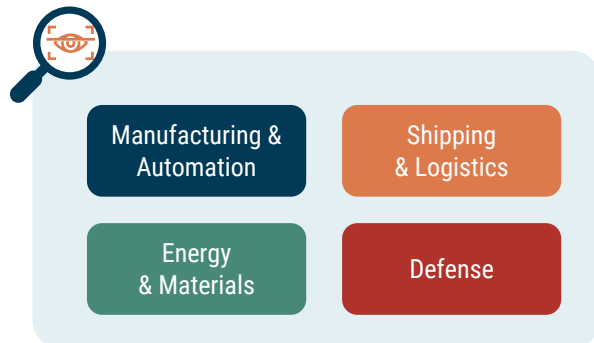 Manufacturing &
Automation
Shipping
& Logistics
Energy
& Materials
Defense